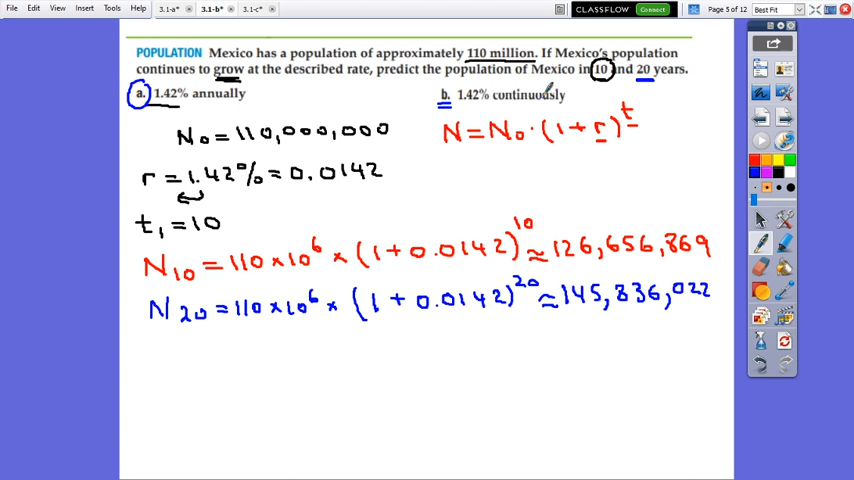 File Edit View Insert Tools 3.1-a* 3.1-b* 3.1-c* CLASSFLOW Page 5 of 12 Best Fit
POPULATION Mexico has a population of approximately 110 million. If Mexico's population
continues to grow at the described rate, predict the population of Mexico in 10 and 20 years.
a. 1.42% annually
b. 1.42% continuously
N0 = 110,000,000
N = N0 · (1 + r)^t
r = 1.42% = 0.0142
t1 = 10
N10 = 110 × 10^6 × (1 + 0.0142)^10 ≈ 126,656,869
N20 = 110 × 10^6 × (1 + 0.0142)^20 ≈ 145,836,022